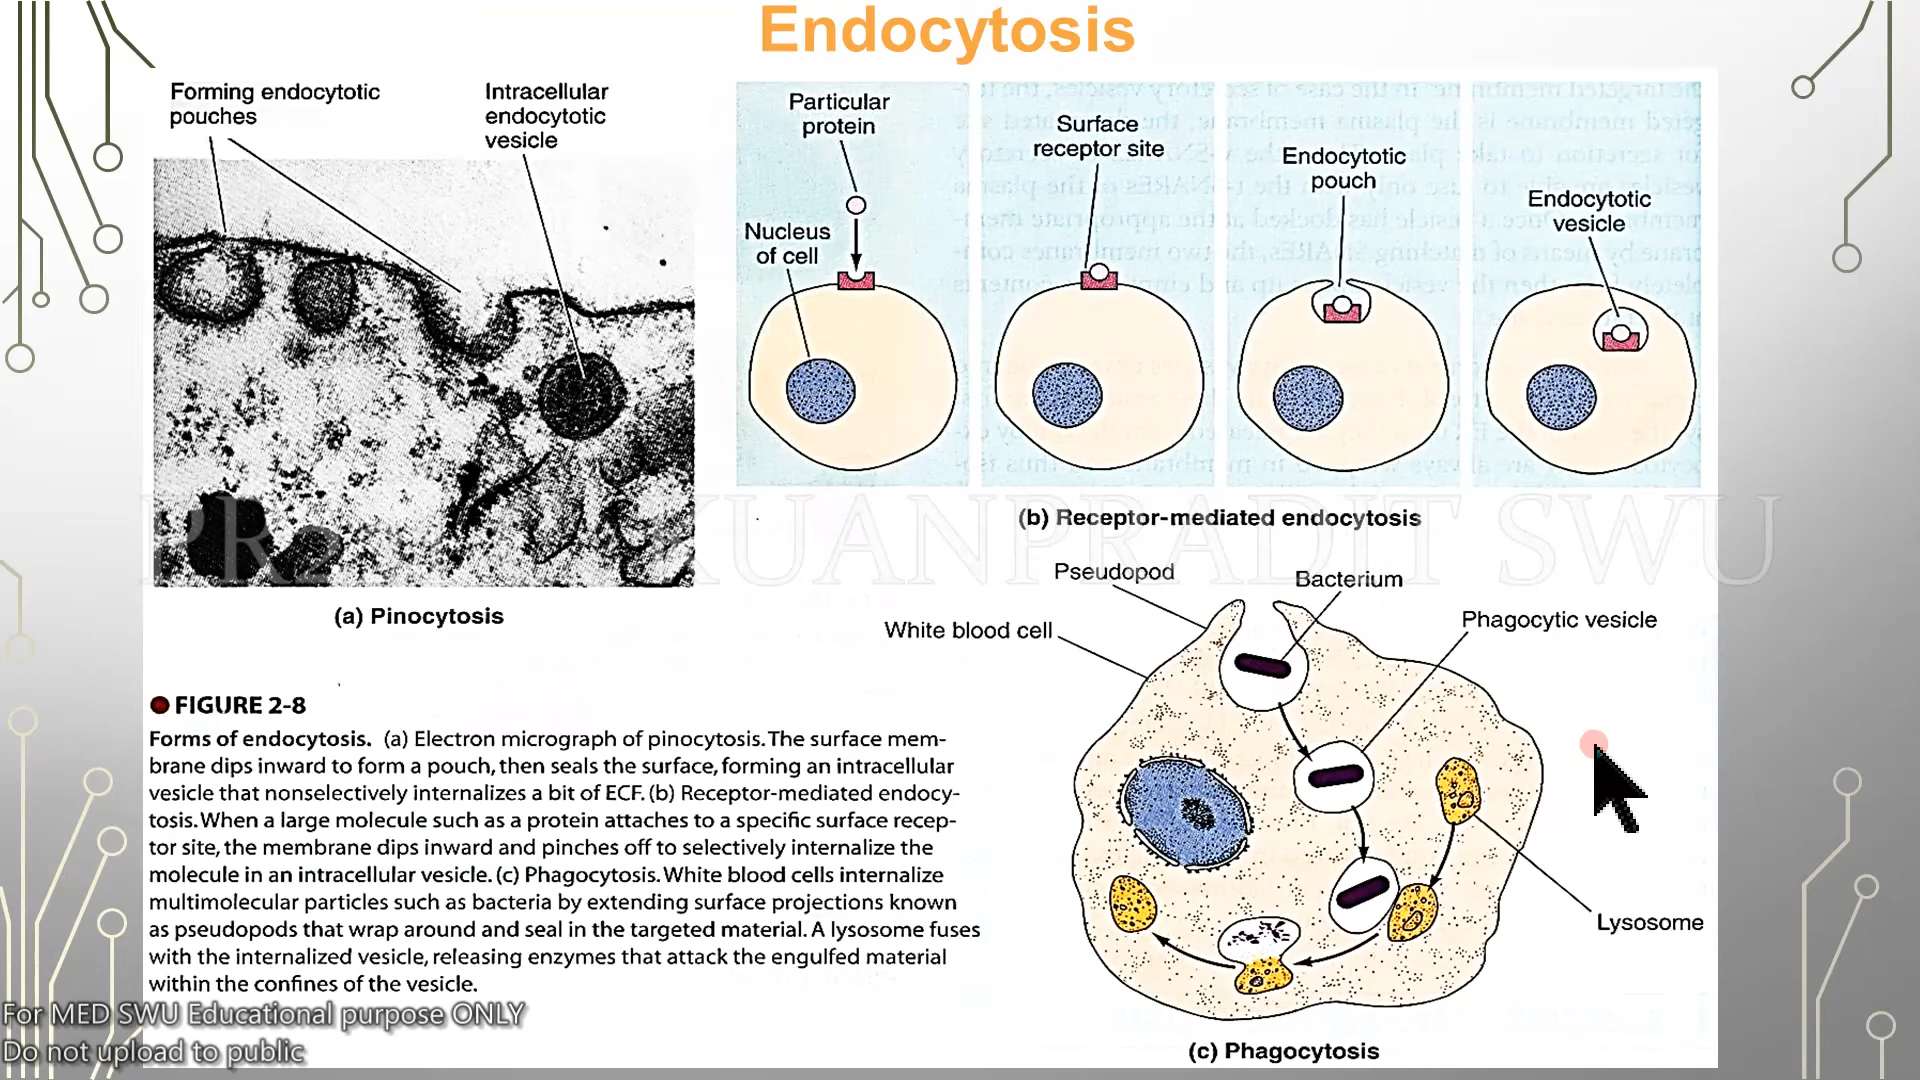 Endocytosis
Forming endocytotic
pouches
Intracellular
endocytotic
vesicle
(a) Pinocytosis
Particular
protein
Nucleus
of cell
Surface
receptor site
Endocytotic
pouch
Endocytotic
vesicle
(b) Receptor-mediated endocytosis
Pseudopod
Bacterium
White blood cell
Phagocytic vesicle
Lysosome
(c) Phagocytosis
FIGURE 2-8
Forms of endocytosis. (a) Electron micrograph of pinocytosis. The surface mem-
brane dips inward to form a pouch, then seals the surface, forming an intracellular
vesicle that nonselectively internalizes a bit of ECF. (b) Receptor-mediated endocy-
tosis. When a large molecule such as a protein attaches to a specific surface recep-
tor site, the membrane dips inward and pinches off to selectively internalize the
molecule in an intracellular vesicle. (c) Phagocytosis. White blood cells internalize
multimolecular particles such as bacteria by extending surface projections known
as pseudopods that wrap around and seal in the targeted material. A lysosome fuses
with the internalized vesicle, releasing enzymes that attack the engulfed material
within the confines of the vesicle.
SWU
For MED SWU Educational purpose ONLY
Do not upload to public